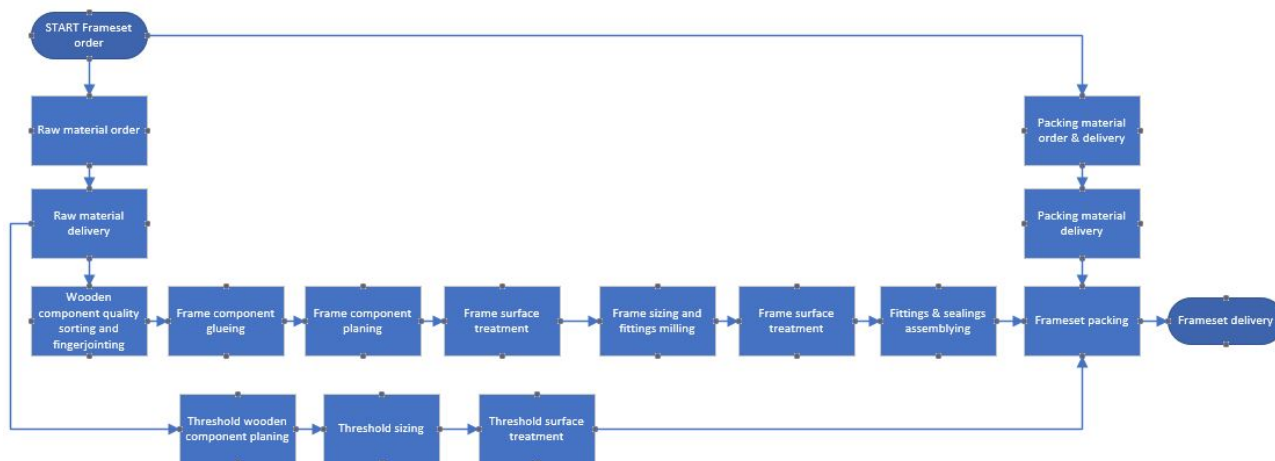 START Frameset
order
Raw material order
Packing material
order & delivery
Raw material
delivery
Packing material
delivery
Wooden
component quality
sorting and
fingerjointing
Frame component
glueing
Frame component
planing
Frame surface
treatment
Frame sizing and
fittings milling
Frame surface
treatment
Fittings & sealings
assemblying
Frameset packing
Frameset delivery
Threshold wooden
component planing
Threshold sizing
Threshold surface
treatment